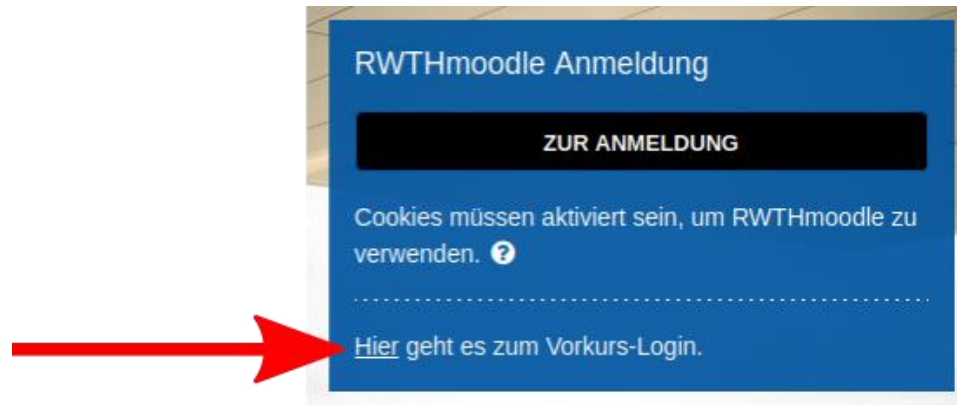 RWTHmoodle Anmeldung
ZUR ANMELDUNG
Cookies müssen aktiviert sein, um RWTHmoodle zu
verwenden. ?
Hier geht es zum Vorkurs-Login.